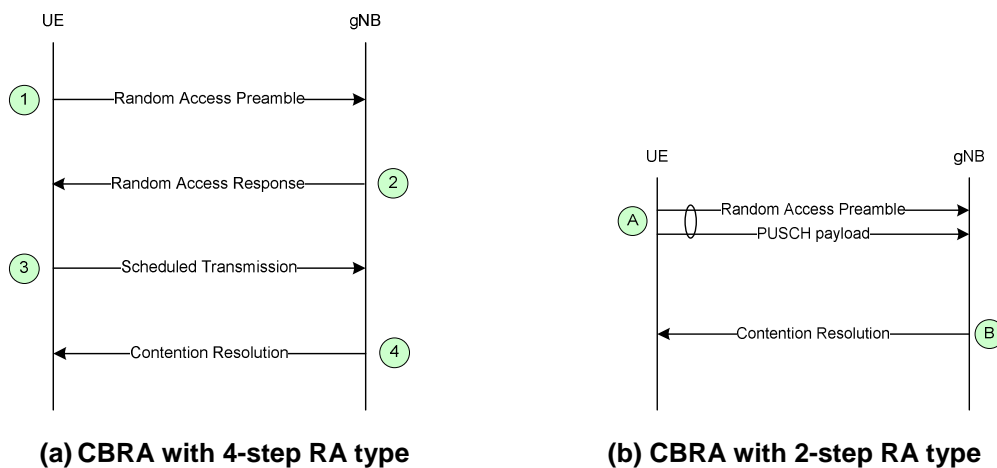 UE
gNB
1
Random Access Preamble
Random Access Response
2
3
Scheduled Transmission
Contention Resolution
4
(a) CBRA with 4-step RA type
UE
gNB
A
Random Access Preamble
PUSCH payload
Contention Resolution
B
(b) CBRA with 2-step RA type